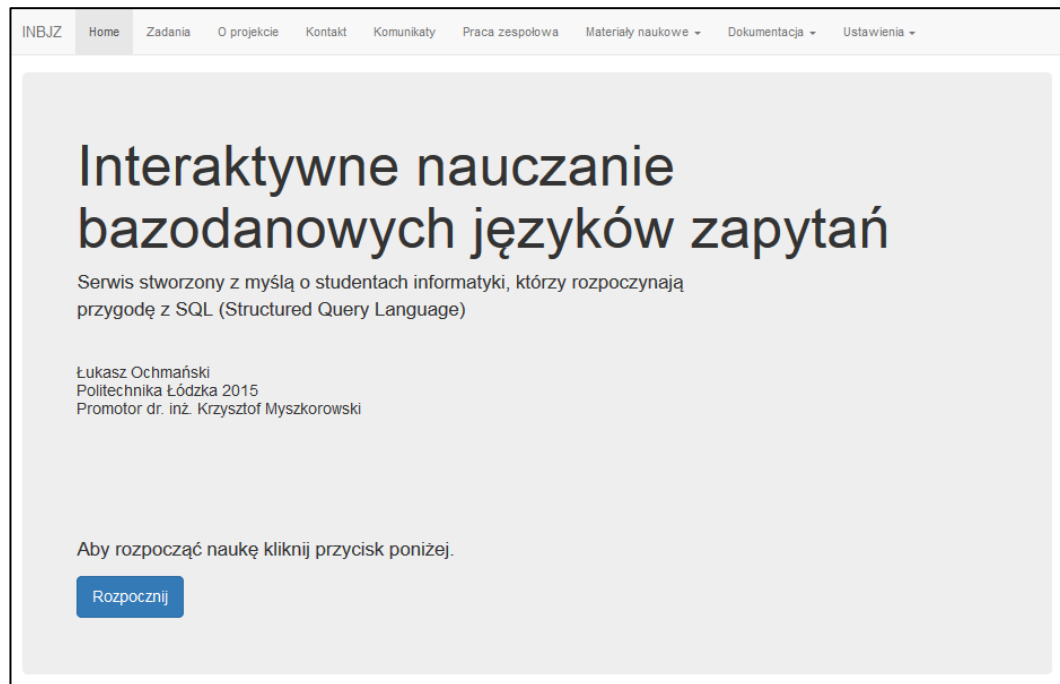 INBJZ Home Zadania O projekcie Kontakt Komunikaty Praca zespołowa Materiały naukowe Dokumentacja Ustawienia
Interaktywne nauczanie
bazodanowych języków zapytań
Serwis stworzony z myślą o studentach informatyki, którzy rozpoczynają
przygodę z SQL (Structured Query Language)
Łukasz Ochmański
Politechnika Łódzka 2015
Promotor dr. inż. Krzysztof Myszkorowski
Aby rozpocząć naukę kliknij przycisk poniżej.
Rozpocznij